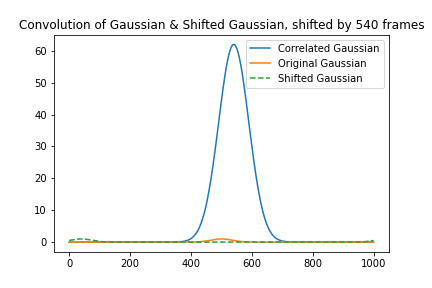 Convolution of Gaussian & Shifted Gaussian, shifted by 540 frames
Correlated Gaussian
Original Gaussian
Shifted Gaussian
60
50
40
30
20
10
0
0 200 400 600 800 1000